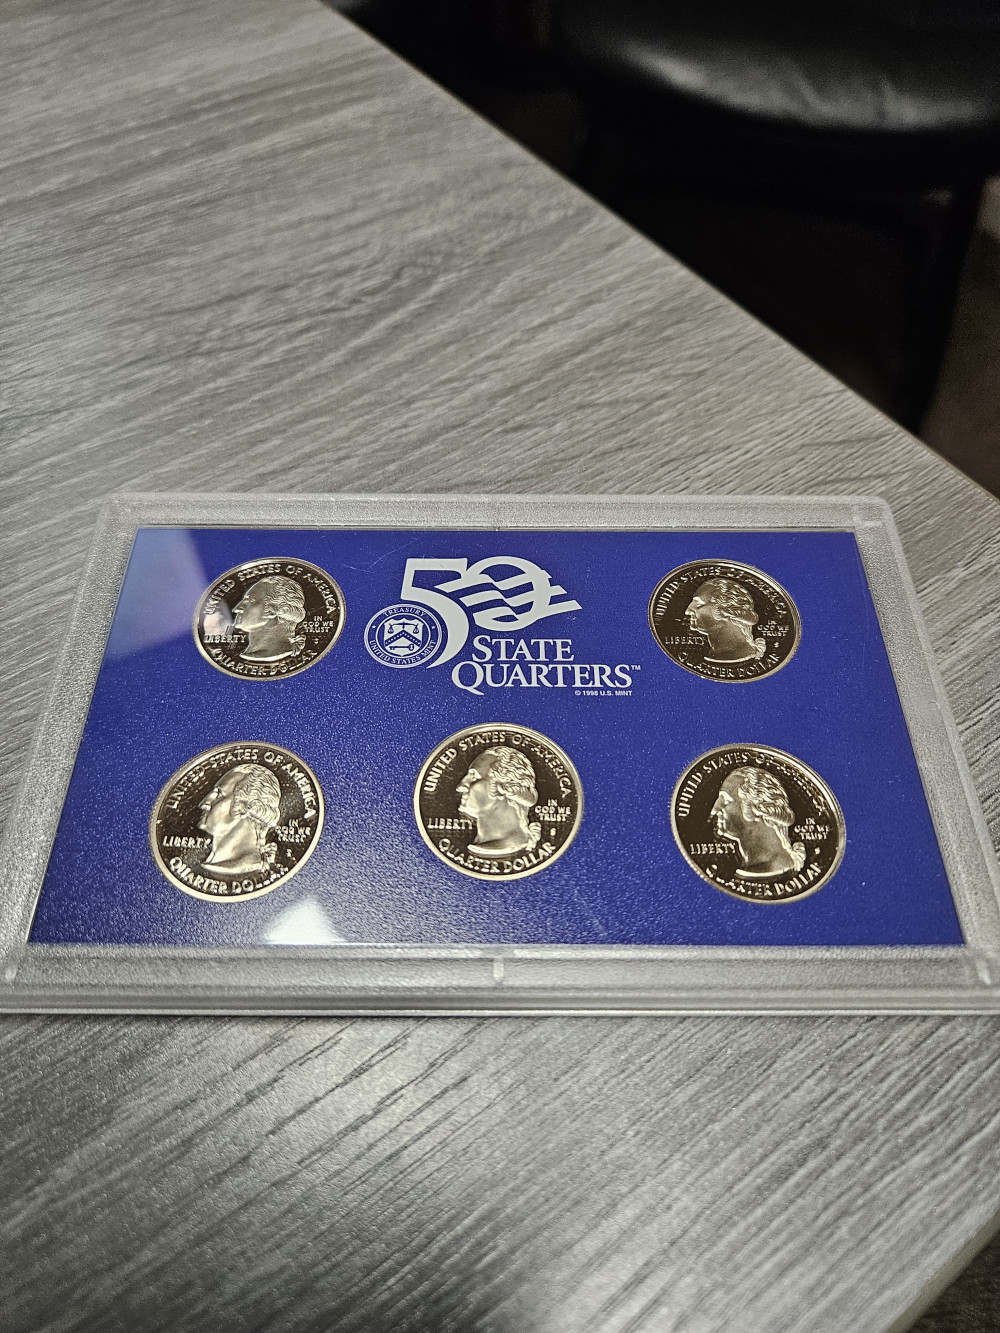 50
STATE
QUARTERS™
© 1998 U.S. MINT
TREASURY
UNITED STATES MINT
UNITED STATES OF AMERICA
LIBERTY
IN
GOD WE
TRUST
S
QUARTER DOLLAR
UNITED STATES OF AMERICA
LIBERTY
IN
GOD WE
TRUST
S
QUARTER DOLLAR
UNITED STATES OF AMERICA
LIBERTY
IN
GOD WE
TRUST
QUARTER DOLLAR
UNITED STATES OF AMERICA
LIBERTY
IN
GOD WE
TRUST
S
QUARTER DOLLAR
UNITED STATES OF AMERICA
LIBERTY
IN
GOD WE
TRUST
QUARTER DOLLAR